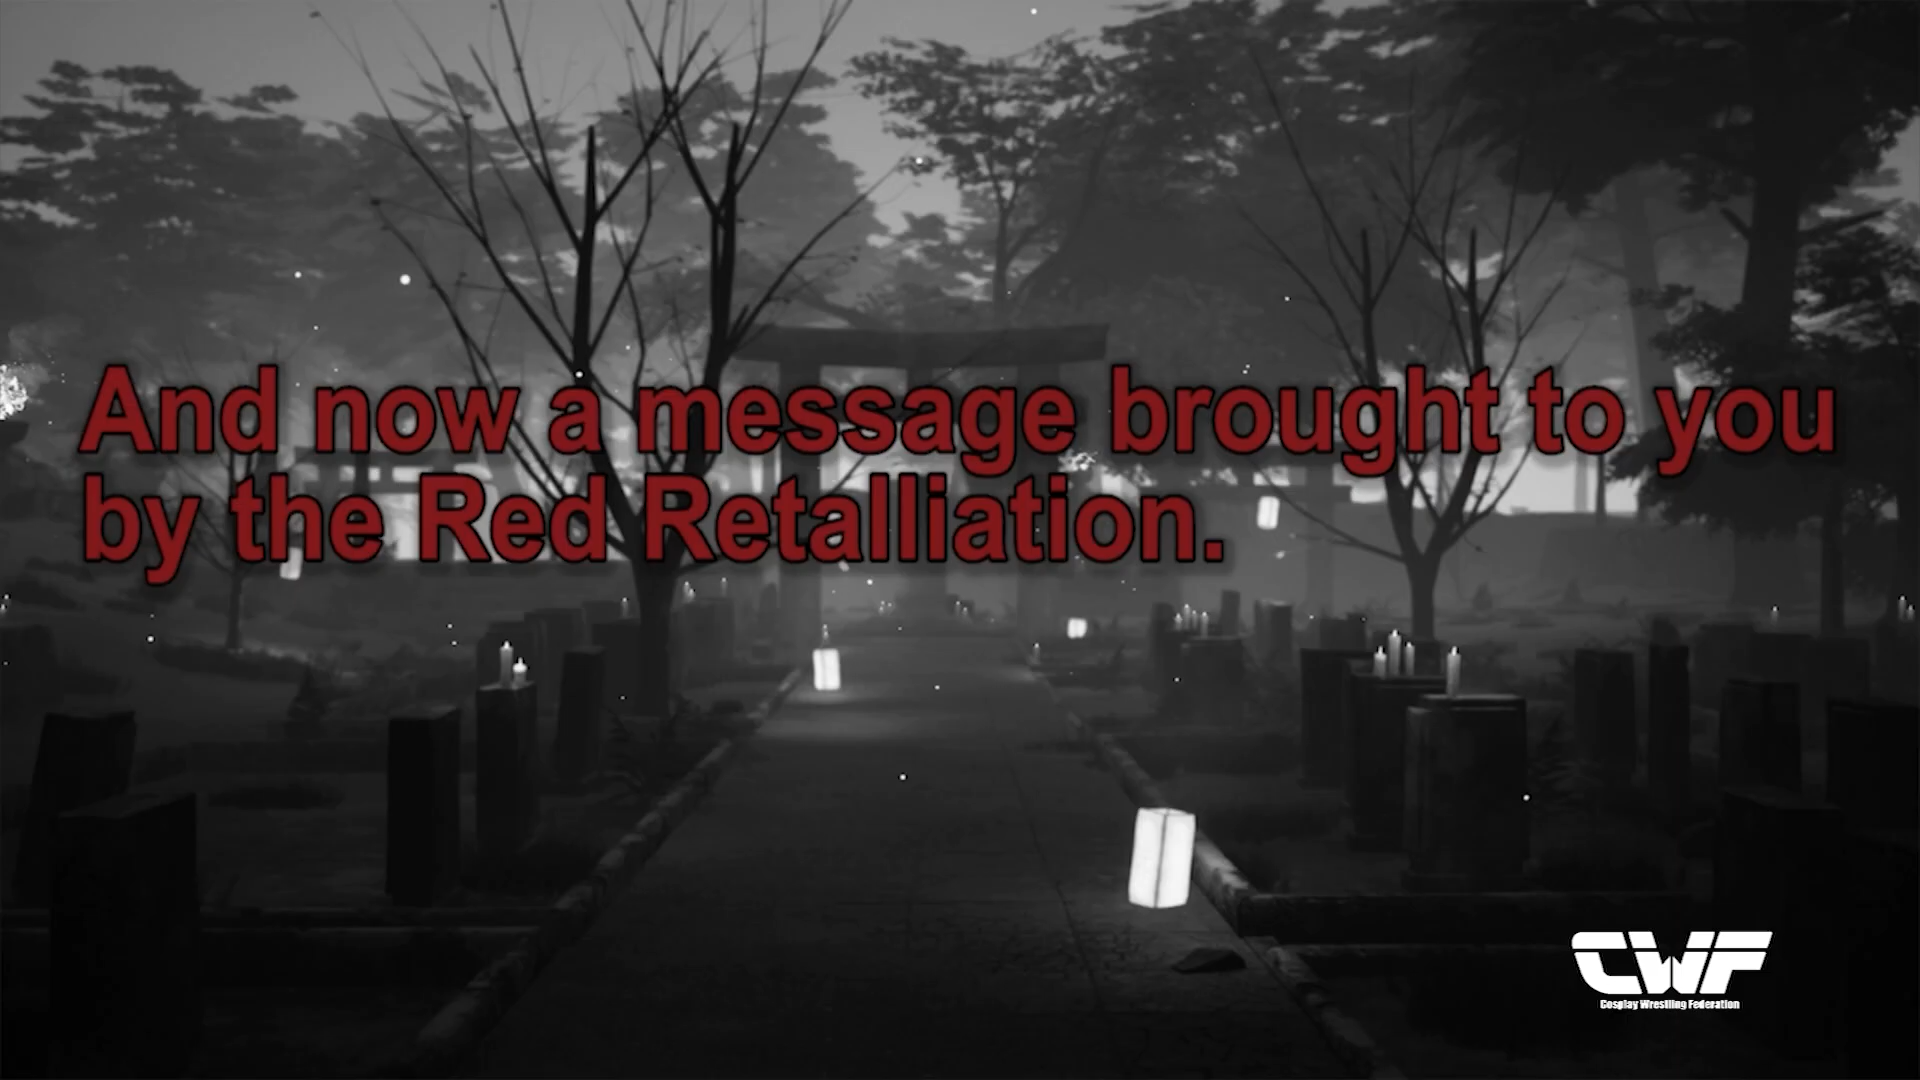 And now a message brought to you
by the Red Retalliation.
CWF
Cosplay Wrestling Federation